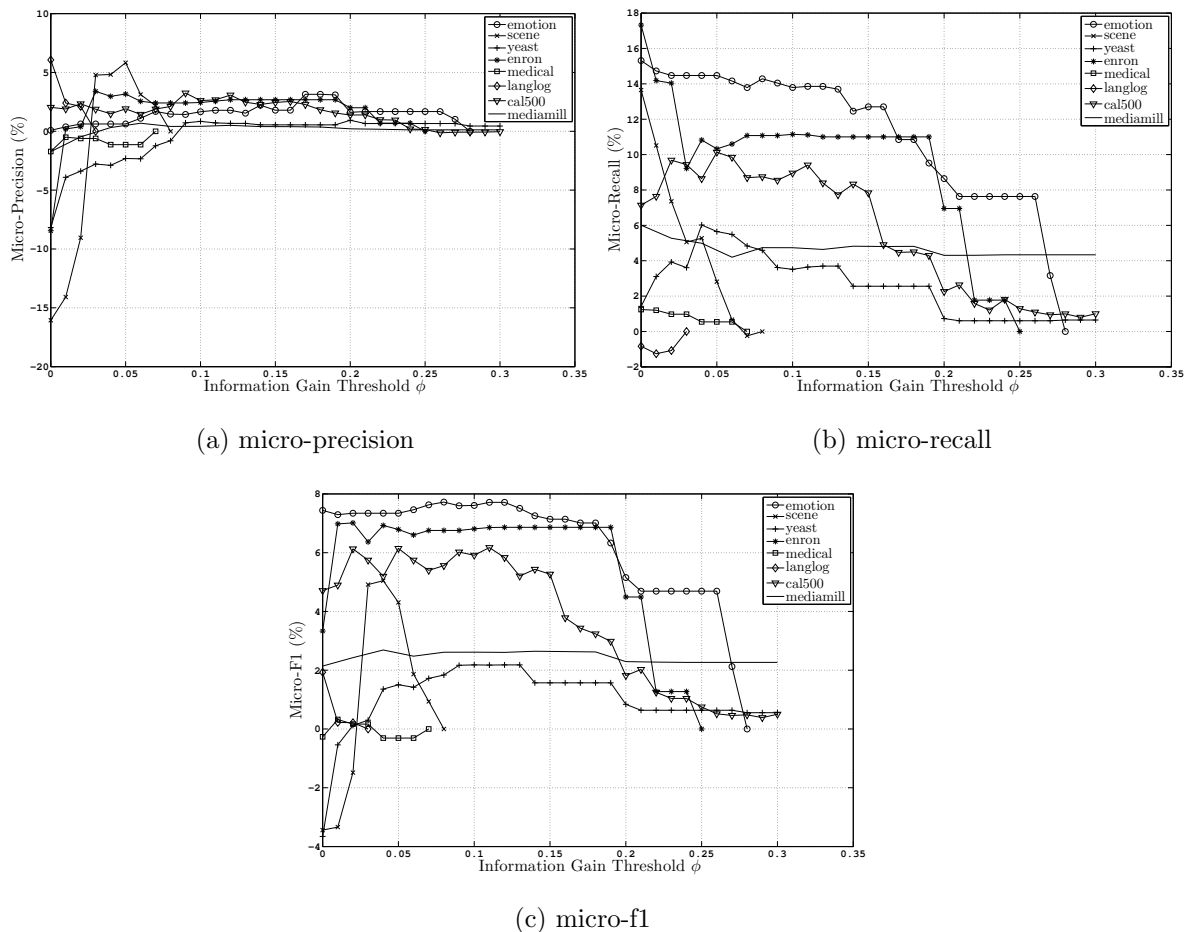 10
5
0
−5
−10
−15
−20
Micro-Precision (%)
0
0.05
0.1
0.15
0.2
0.25
0.3
0.35
Information Gain Threshold ϕ
emotion
scene
yeast
enron
medical
langlog
cal500
mediamill
(a) micro-precision
18
16
14
12
10
8
6
4
2
0
−2
Micro-Recall (%)
0
0.05
0.1
0.15
0.2
0.25
0.3
0.35
Information Gain Threshold ϕ
emotion
scene
yeast
enron
medical
langlog
cal500
mediamill
(b) micro-recall
8
6
4
2
0
−2
−4
Micro-F1 (%)
0
0.05
0.1
0.15
0.2
0.25
0.3
0.35
Information Gain Threshold ϕ
emotion
scene
yeast
enron
medical
langlog
cal500
mediamill
(c) micro-f1